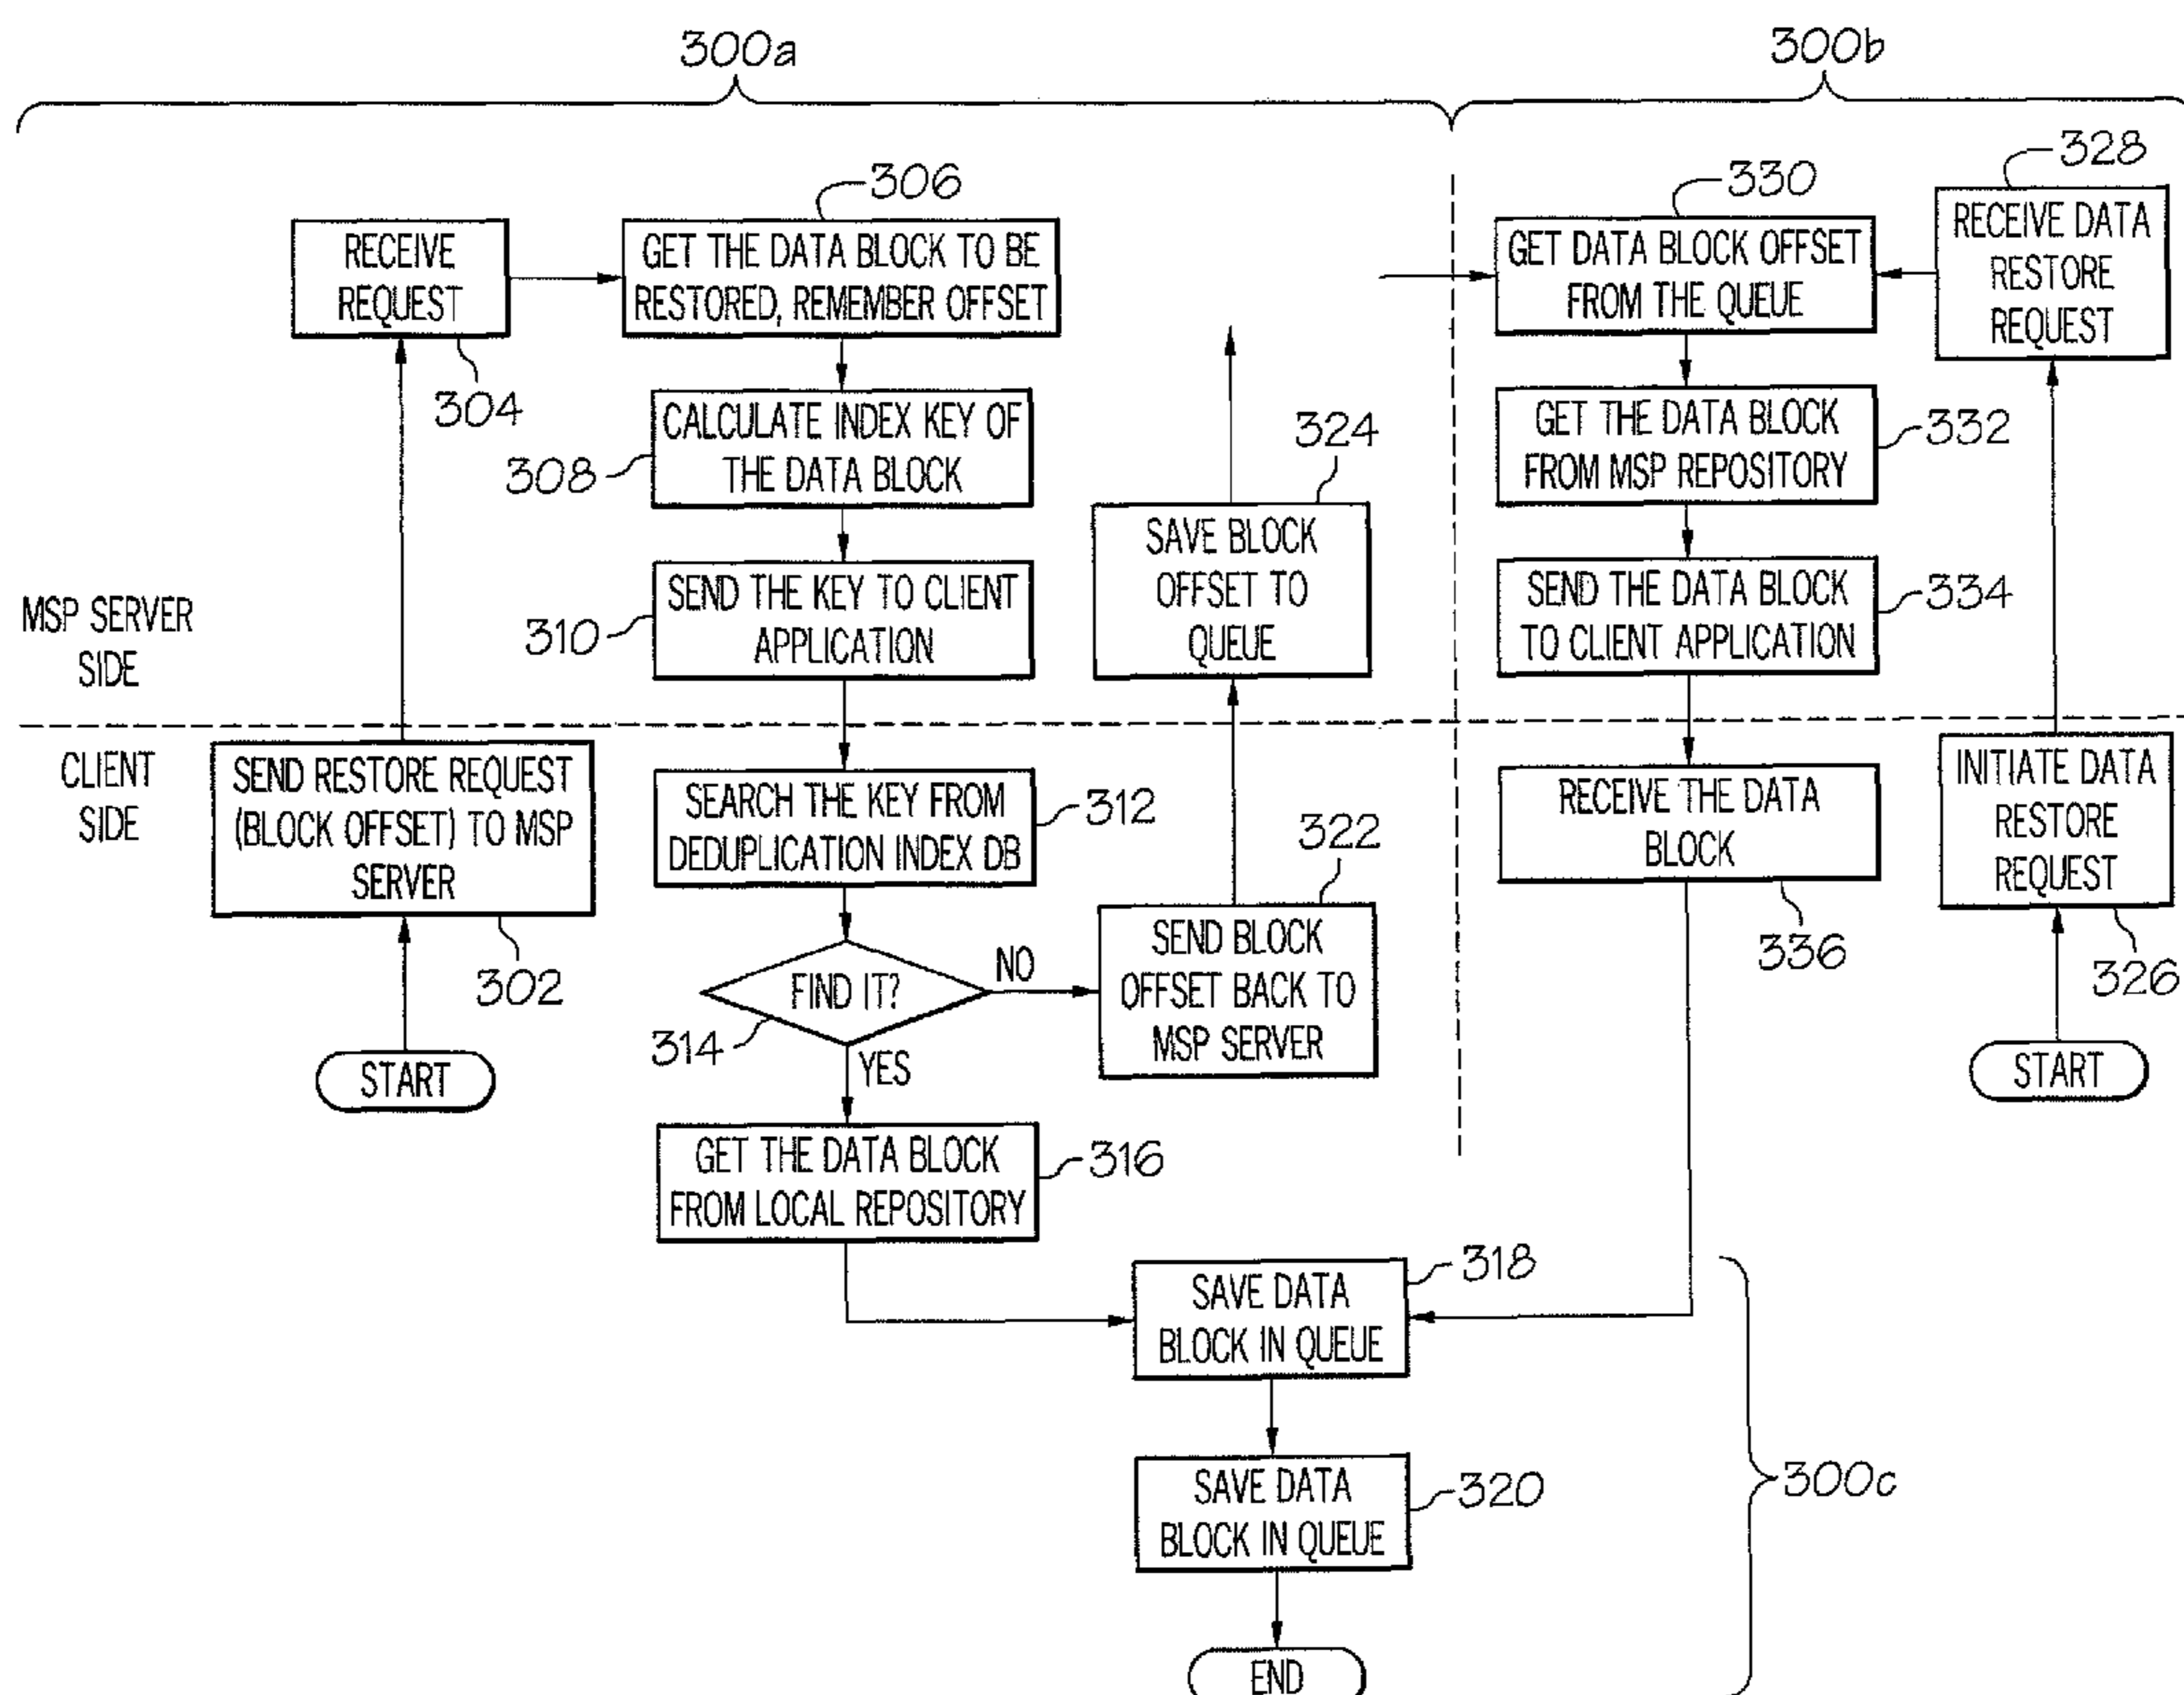 300a
300b
306
328
330
RECEIVE
REQUEST
304
GET THE DATA BLOCK TO BE
RESTORED, REMEMBER OFFSET
GET DATA BLOCK OFFSET
FROM THE QUEUE
RECEIVE DATA
RESTORE
REQUEST
308
CALCULATE INDEX KEY OF
THE DATA BLOCK
324
GET THE DATA BLOCK
FROM MSP REPOSITORY
332
SAVE BLOCK
OFFSET TO
QUEUE
310
SEND THE KEY TO CLIENT
APPLICATION
SEND THE DATA BLOCK
TO CLIENT APPLICATION
334
MSP SERVER
SIDE
CLIENT
SIDE
SEND RESTORE REQUEST
(BLOCK OFFSET) TO MSP
SERVER
302
START
SEARCH THE KEY FROM
DEDUPLICATION INDEX DB
312
322
RECEIVE THE DATA
BLOCK
336
INITIATE DATA
RESTORE
REQUEST
326
START
FIND IT?
314
NO
SEND BLOCK
OFFSET BACK TO
MSP SERVER
YES
GET THE DATA BLOCK
FROM LOCAL REPOSITORY
316
SAVE DATA
BLOCK IN QUEUE
318
SAVE DATA
BLOCK IN QUEUE
320
300c
END